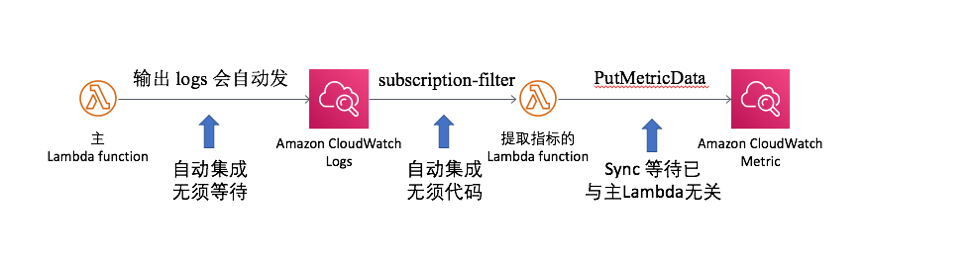 输出 logs 会自动发
subscription-filter
PutMetricData
主
Lambda function
Amazon CloudWatch
Logs
提取指标的
Lambda function
Amazon CloudWatch
Metric
自动集成
无须等待
自动集成
无须代码
Sync 等待已
与主Lambda无关